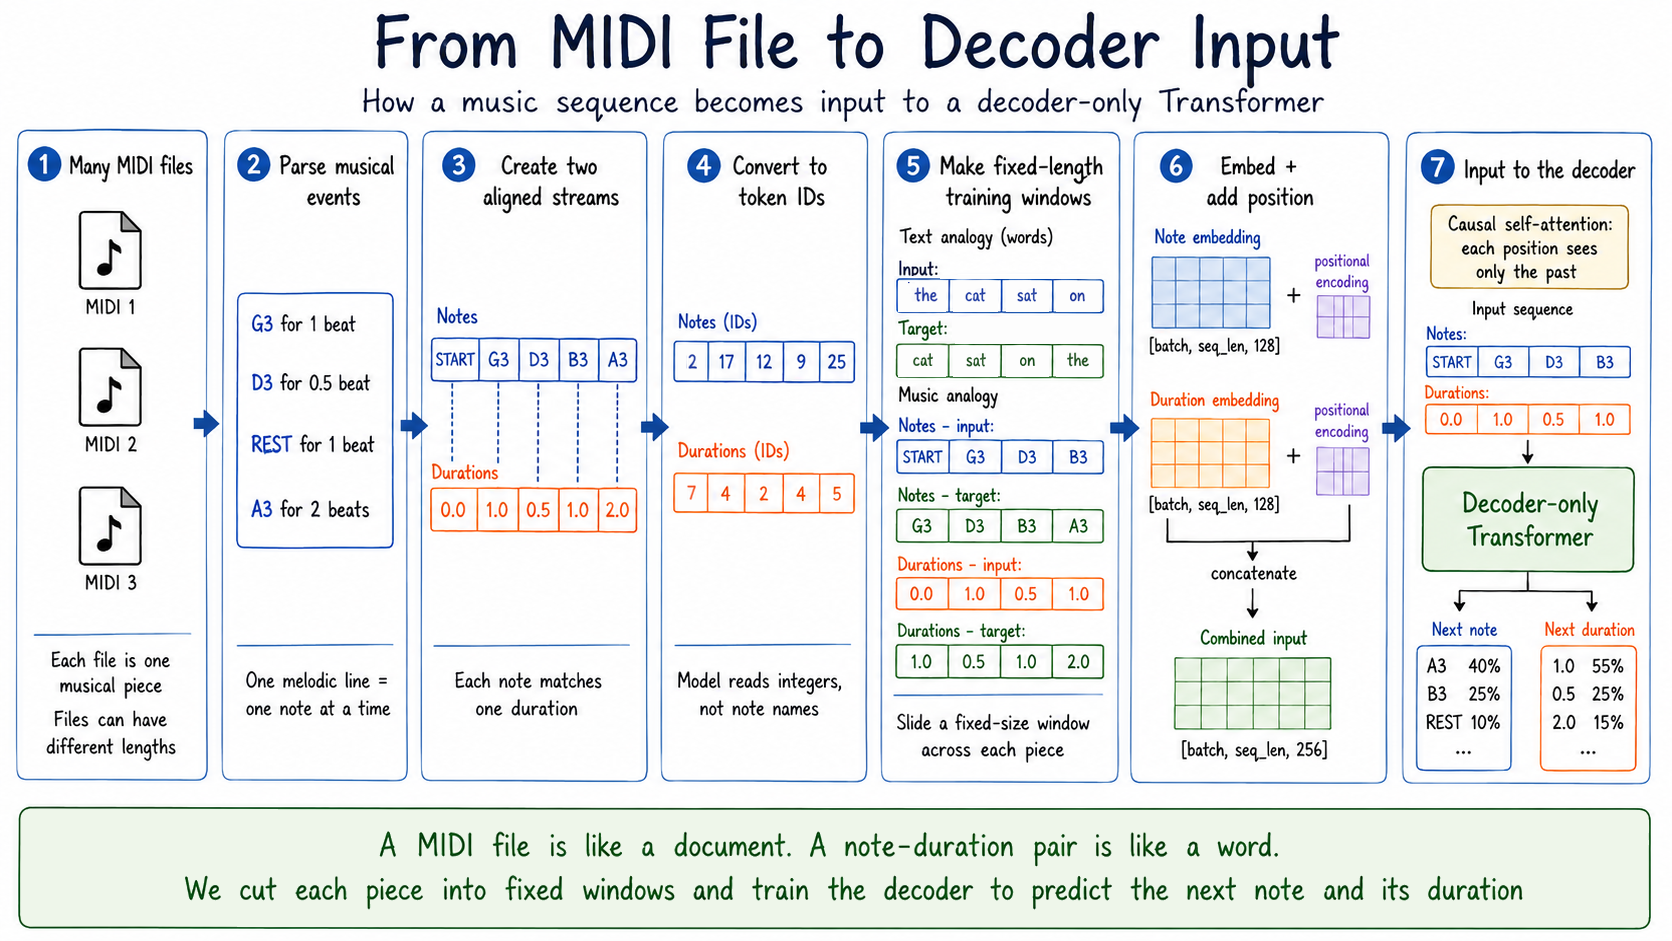 From MIDI File to Decoder Input
How a music sequence becomes input to a decoder-only Transformer
1 Many MIDI files
MIDI 1
MIDI 2
MIDI 3
Each file is one
musical piece
Files can have
different lengths
2 Parse musical
events
G3 for 1 beat
D3 for 0.5 beat
REST for 1 beat
A3 for 2 beats
One melodic line =
one note at a time
3 Create two
aligned streams
Notes
START G3 D3 B3 A3
Durations
0.0 1.0 0.5 1.0 2.0
Each note matches
one duration
4 Convert to
token IDs
Notes (IDs)
2 17 12 9 25
Durations (IDs)
7 4 2 4 5
Model reads integers,
not note names
5 Make fixed-length
training windows
Text analogy (words)
Input:
the cat sat on
Target:
cat sat on the
Music analogy
Notes - input:
START G3 D3 B3
Notes - target:
G3 D3 B3 A3
Durations - input:
0.0 1.0 0.5 1.0
Durations - target:
1.0 0.5 1.0 2.0
Slide a fixed-size window
across each piece
6 Embed +
add position
Note embedding
+
positional
encoding
[batch, seq_len, 128]
Duration embedding
+
positional
encoding
[batch, seq_len, 128]
concatenate
Combined input
[batch, seq_len, 256]
7 Input to the decoder
Causal self-attention:
each position sees
only the past
Input sequence
Notes:
START G3 D3 B3
Durations:
0.0 1.0 0.5 1.0
Decoder-only
Transformer
Next note
A3 40%
B3 25%
REST 10%
...
Next duration
1.0 55%
0.5 25%
2.0 15%
...
A MIDI file is like a document. A note-duration pair is like a word.
We cut each piece into fixed windows and train the decoder to predict the next note and its duration